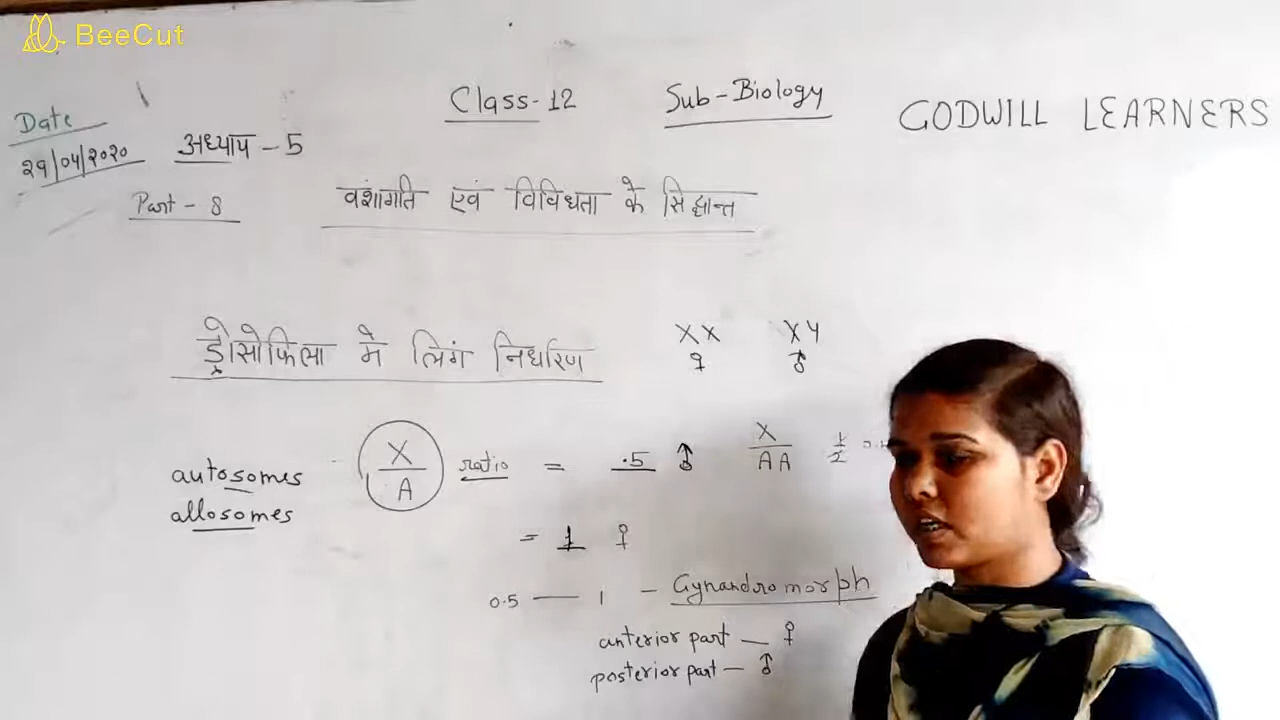 BeeCut
Class-12 Sub-Biology GODWILL LEARNERS
Date
२९/०४/२०२० अध्याय - 5
Part - 8
वंशागति एवं विविधता के सिद्धान्त
ड्रोसोफिला मे लिंग निर्धारण XX XY
♀ ♂
autosomes X/A ratio = .5 ♂ X/AA 1/2
allosomes
= 1 ♀
0.5 — 1 - Gynandromorph
anterior part — ♀
posterior part — ♂